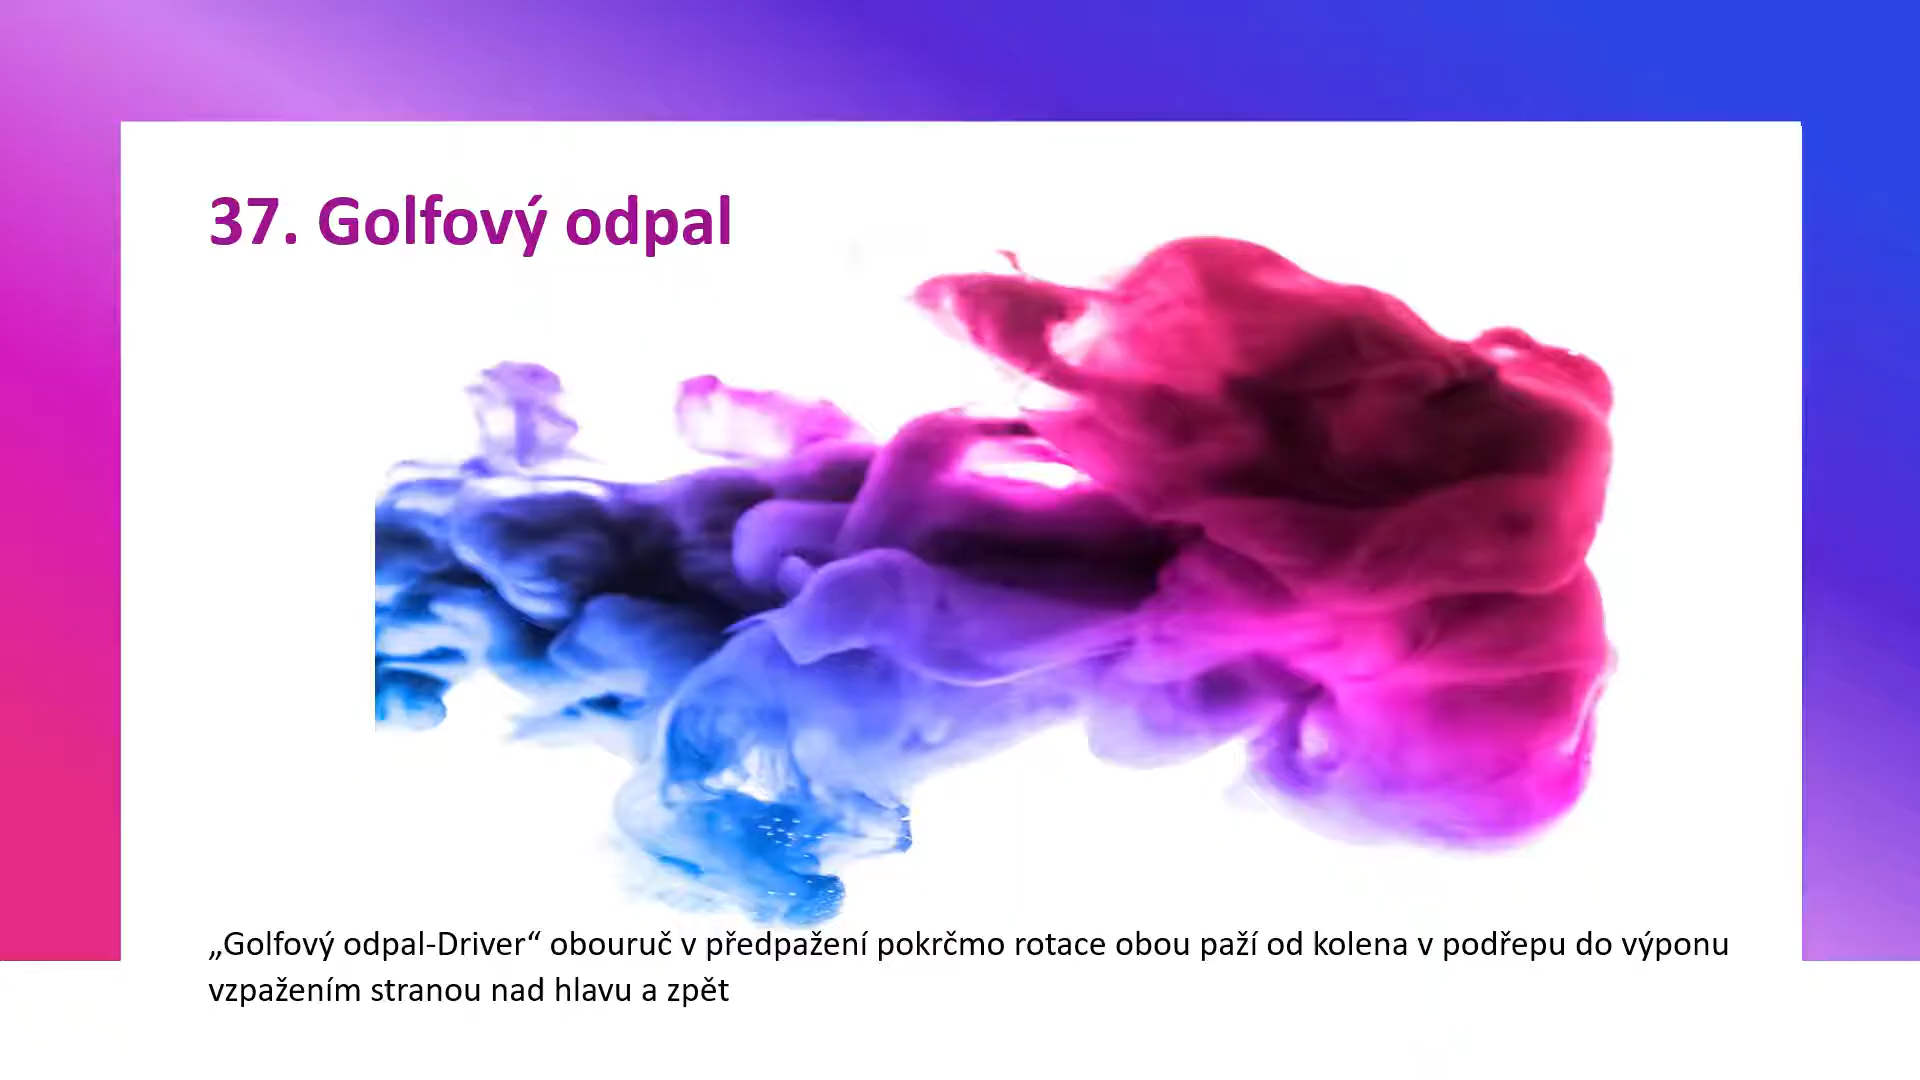 37. Golfový odpal
„Golfový odpal-Driver“ obouruč v předpažení pokrčmo rotace obou paží od kolena v podřepu do výponu
vzpažením stranou nad hlavu a zpět